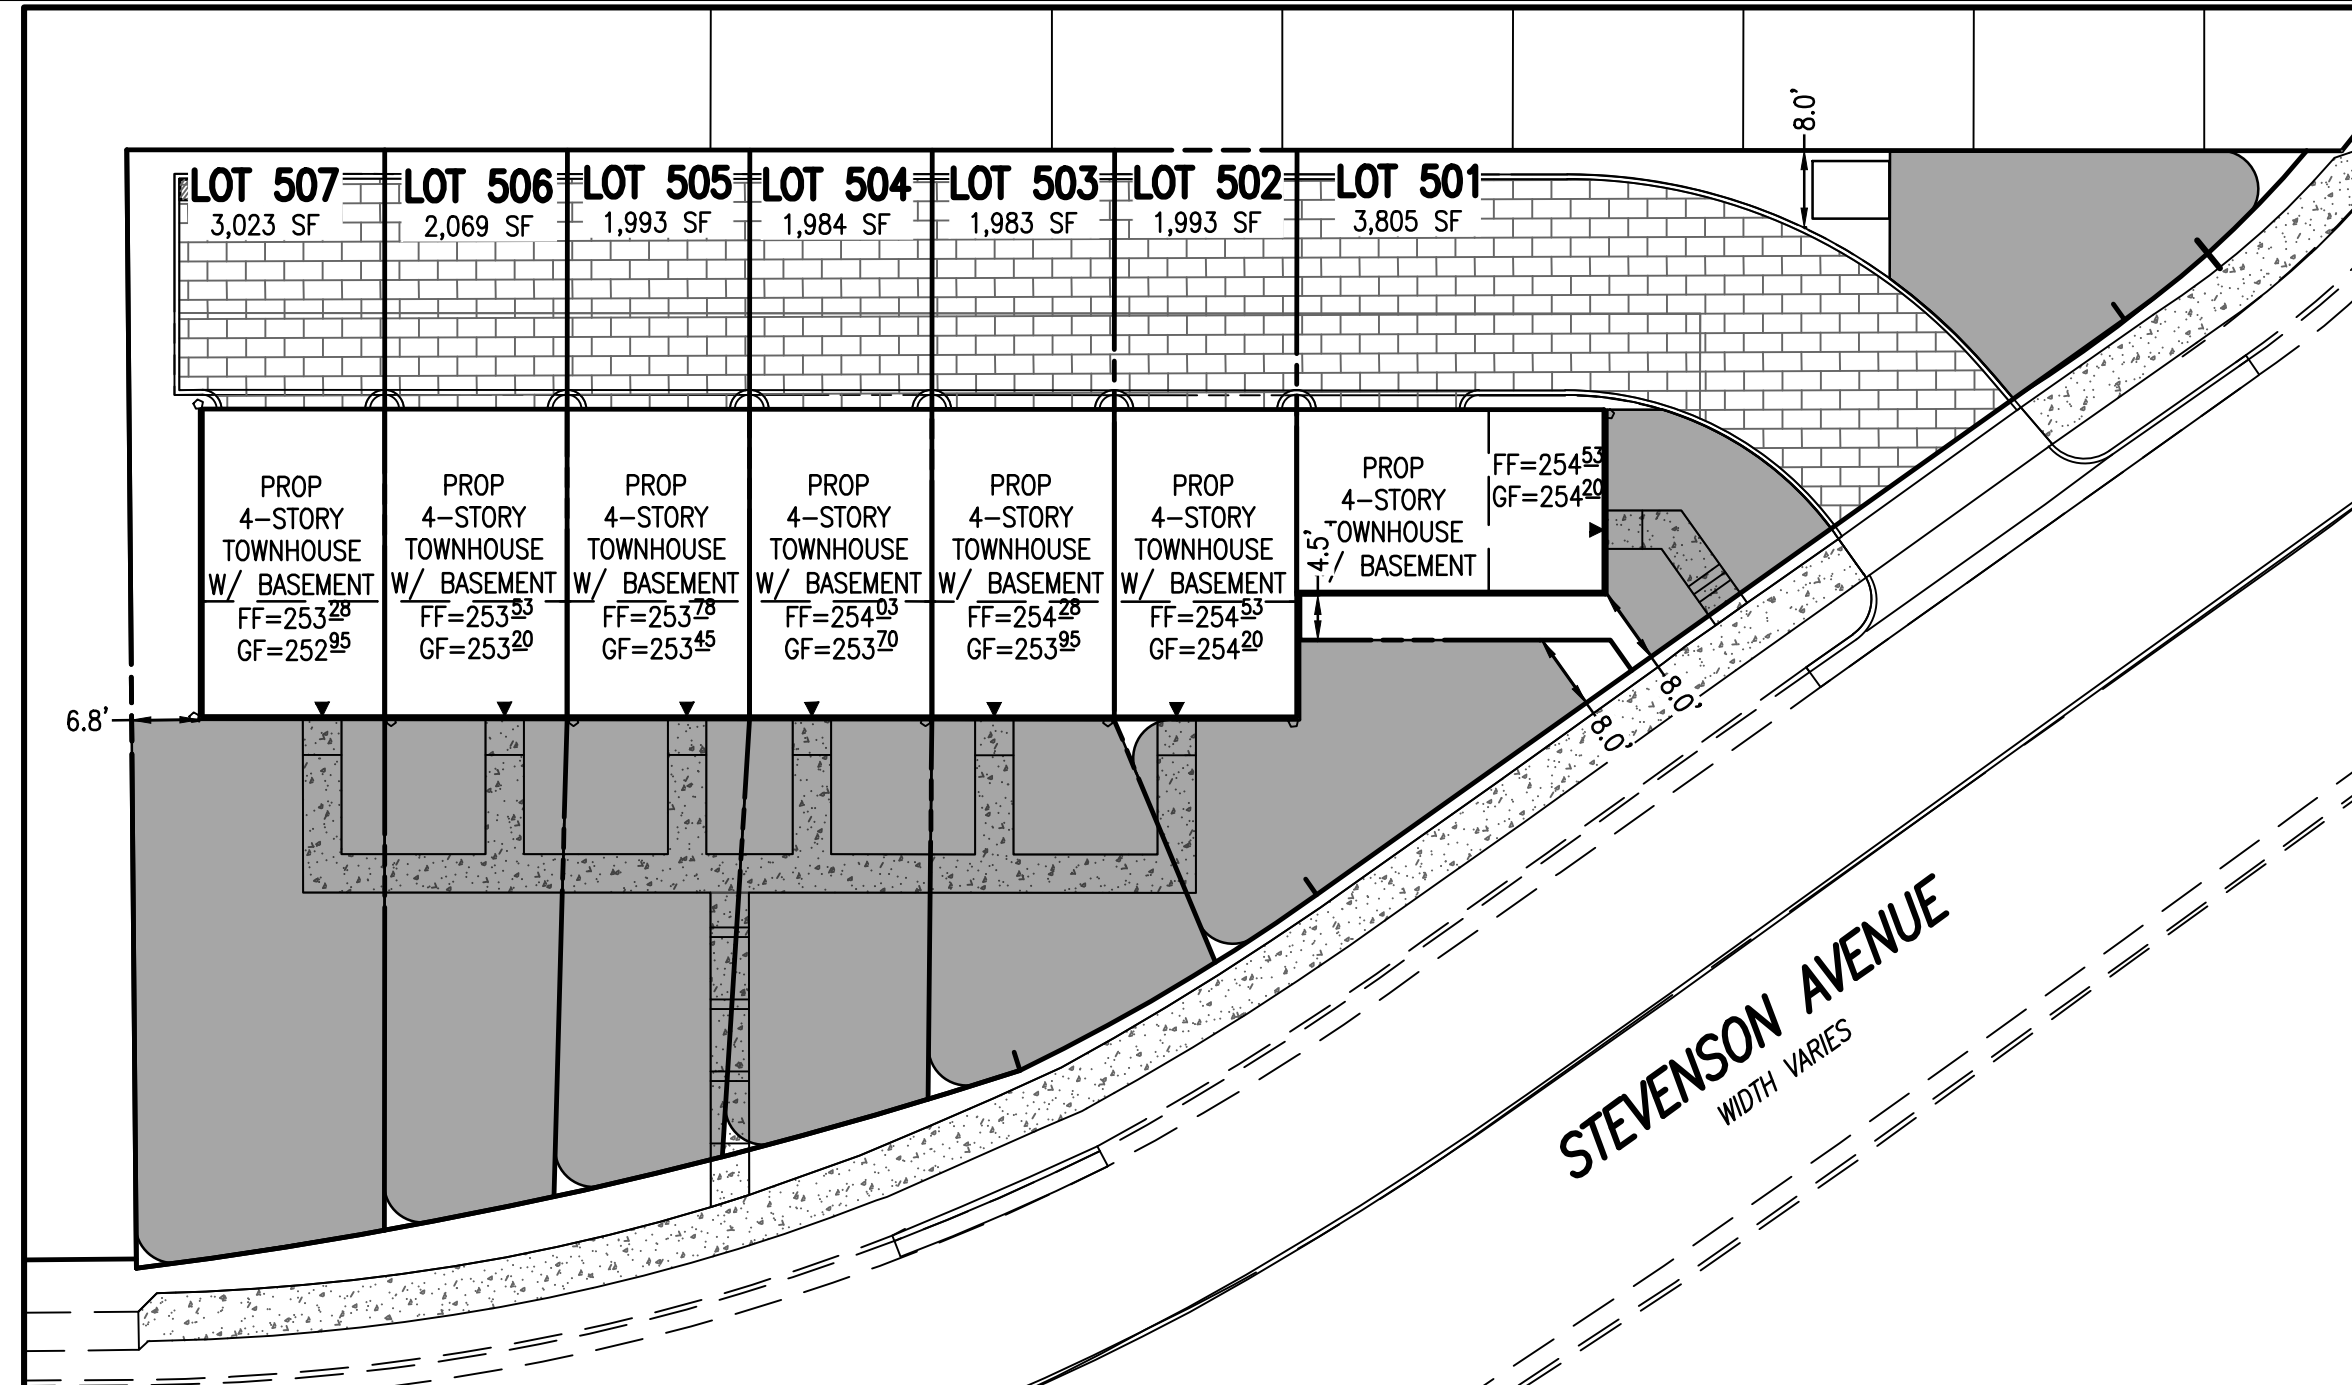 8.0'
LOT 507
3,023 SF
LOT 506
2,069 SF
LOT 505
1,993 SF
LOT 504
1,984 SF
LOT 503
1,983 SF
LOT 502
1,993 SF
LOT 501
3,805 SF
PROP
4-STORY
TOWNHOUSE
W/ BASEMENT
FF=253.28
GF=252.95
PROP
4-STORY
TOWNHOUSE
W/ BASEMENT
FF=253.53
GF=253.20
PROP
4-STORY
TOWNHOUSE
W/ BASEMENT
FF=253.78
GF=253.45
PROP
4-STORY
TOWNHOUSE
W/ BASEMENT
FF=254.03
GF=253.70
PROP
4-STORY
TOWNHOUSE
W/ BASEMENT
FF=254.28
GF=253.95
PROP
4-STORY
TOWNHOUSE
W/ BASEMENT
FF=254.53
GF=254.20
PROP
4-STORY
TOWNHOUSE
/ BASEMENT
FF=254.53
GF=254.20
4.5'
6.8'
8.0'
8.0'
STEVENSON AVENUE
WIDTH VARIES